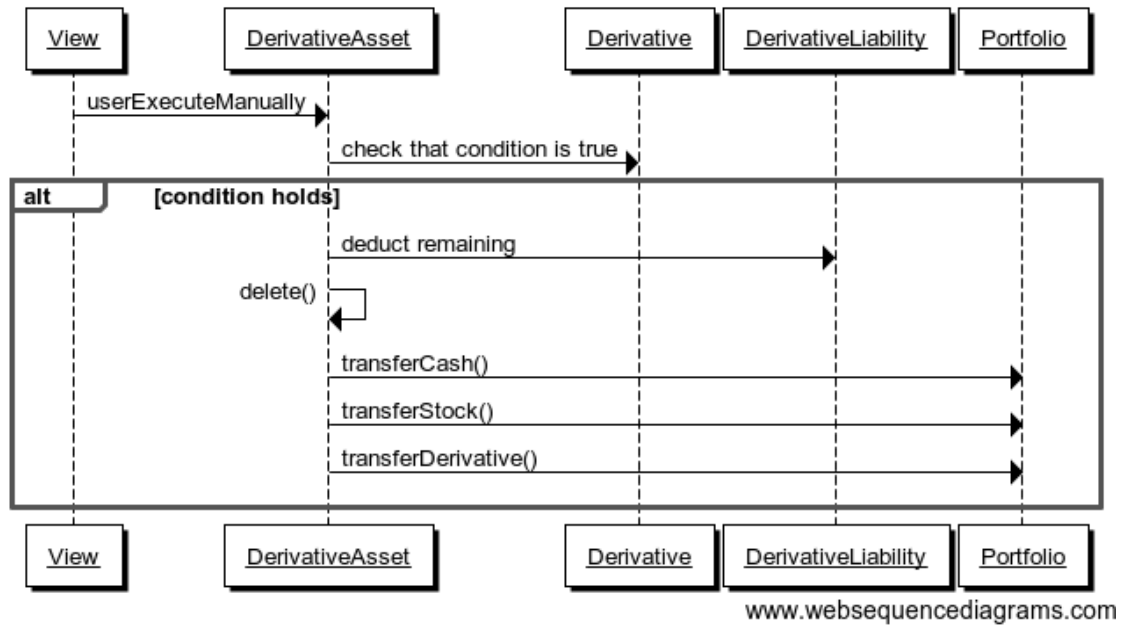 View DerivativeAsset Derivative DerivativeLiability Portfolio
userExecuteManually
check that condition is true
alt [condition holds]
deduct remaining
delete()
transferCash()
transferStock()
transferDerivative()
View DerivativeAsset Derivative DerivativeLiability Portfolio
www.websequencediagrams.com